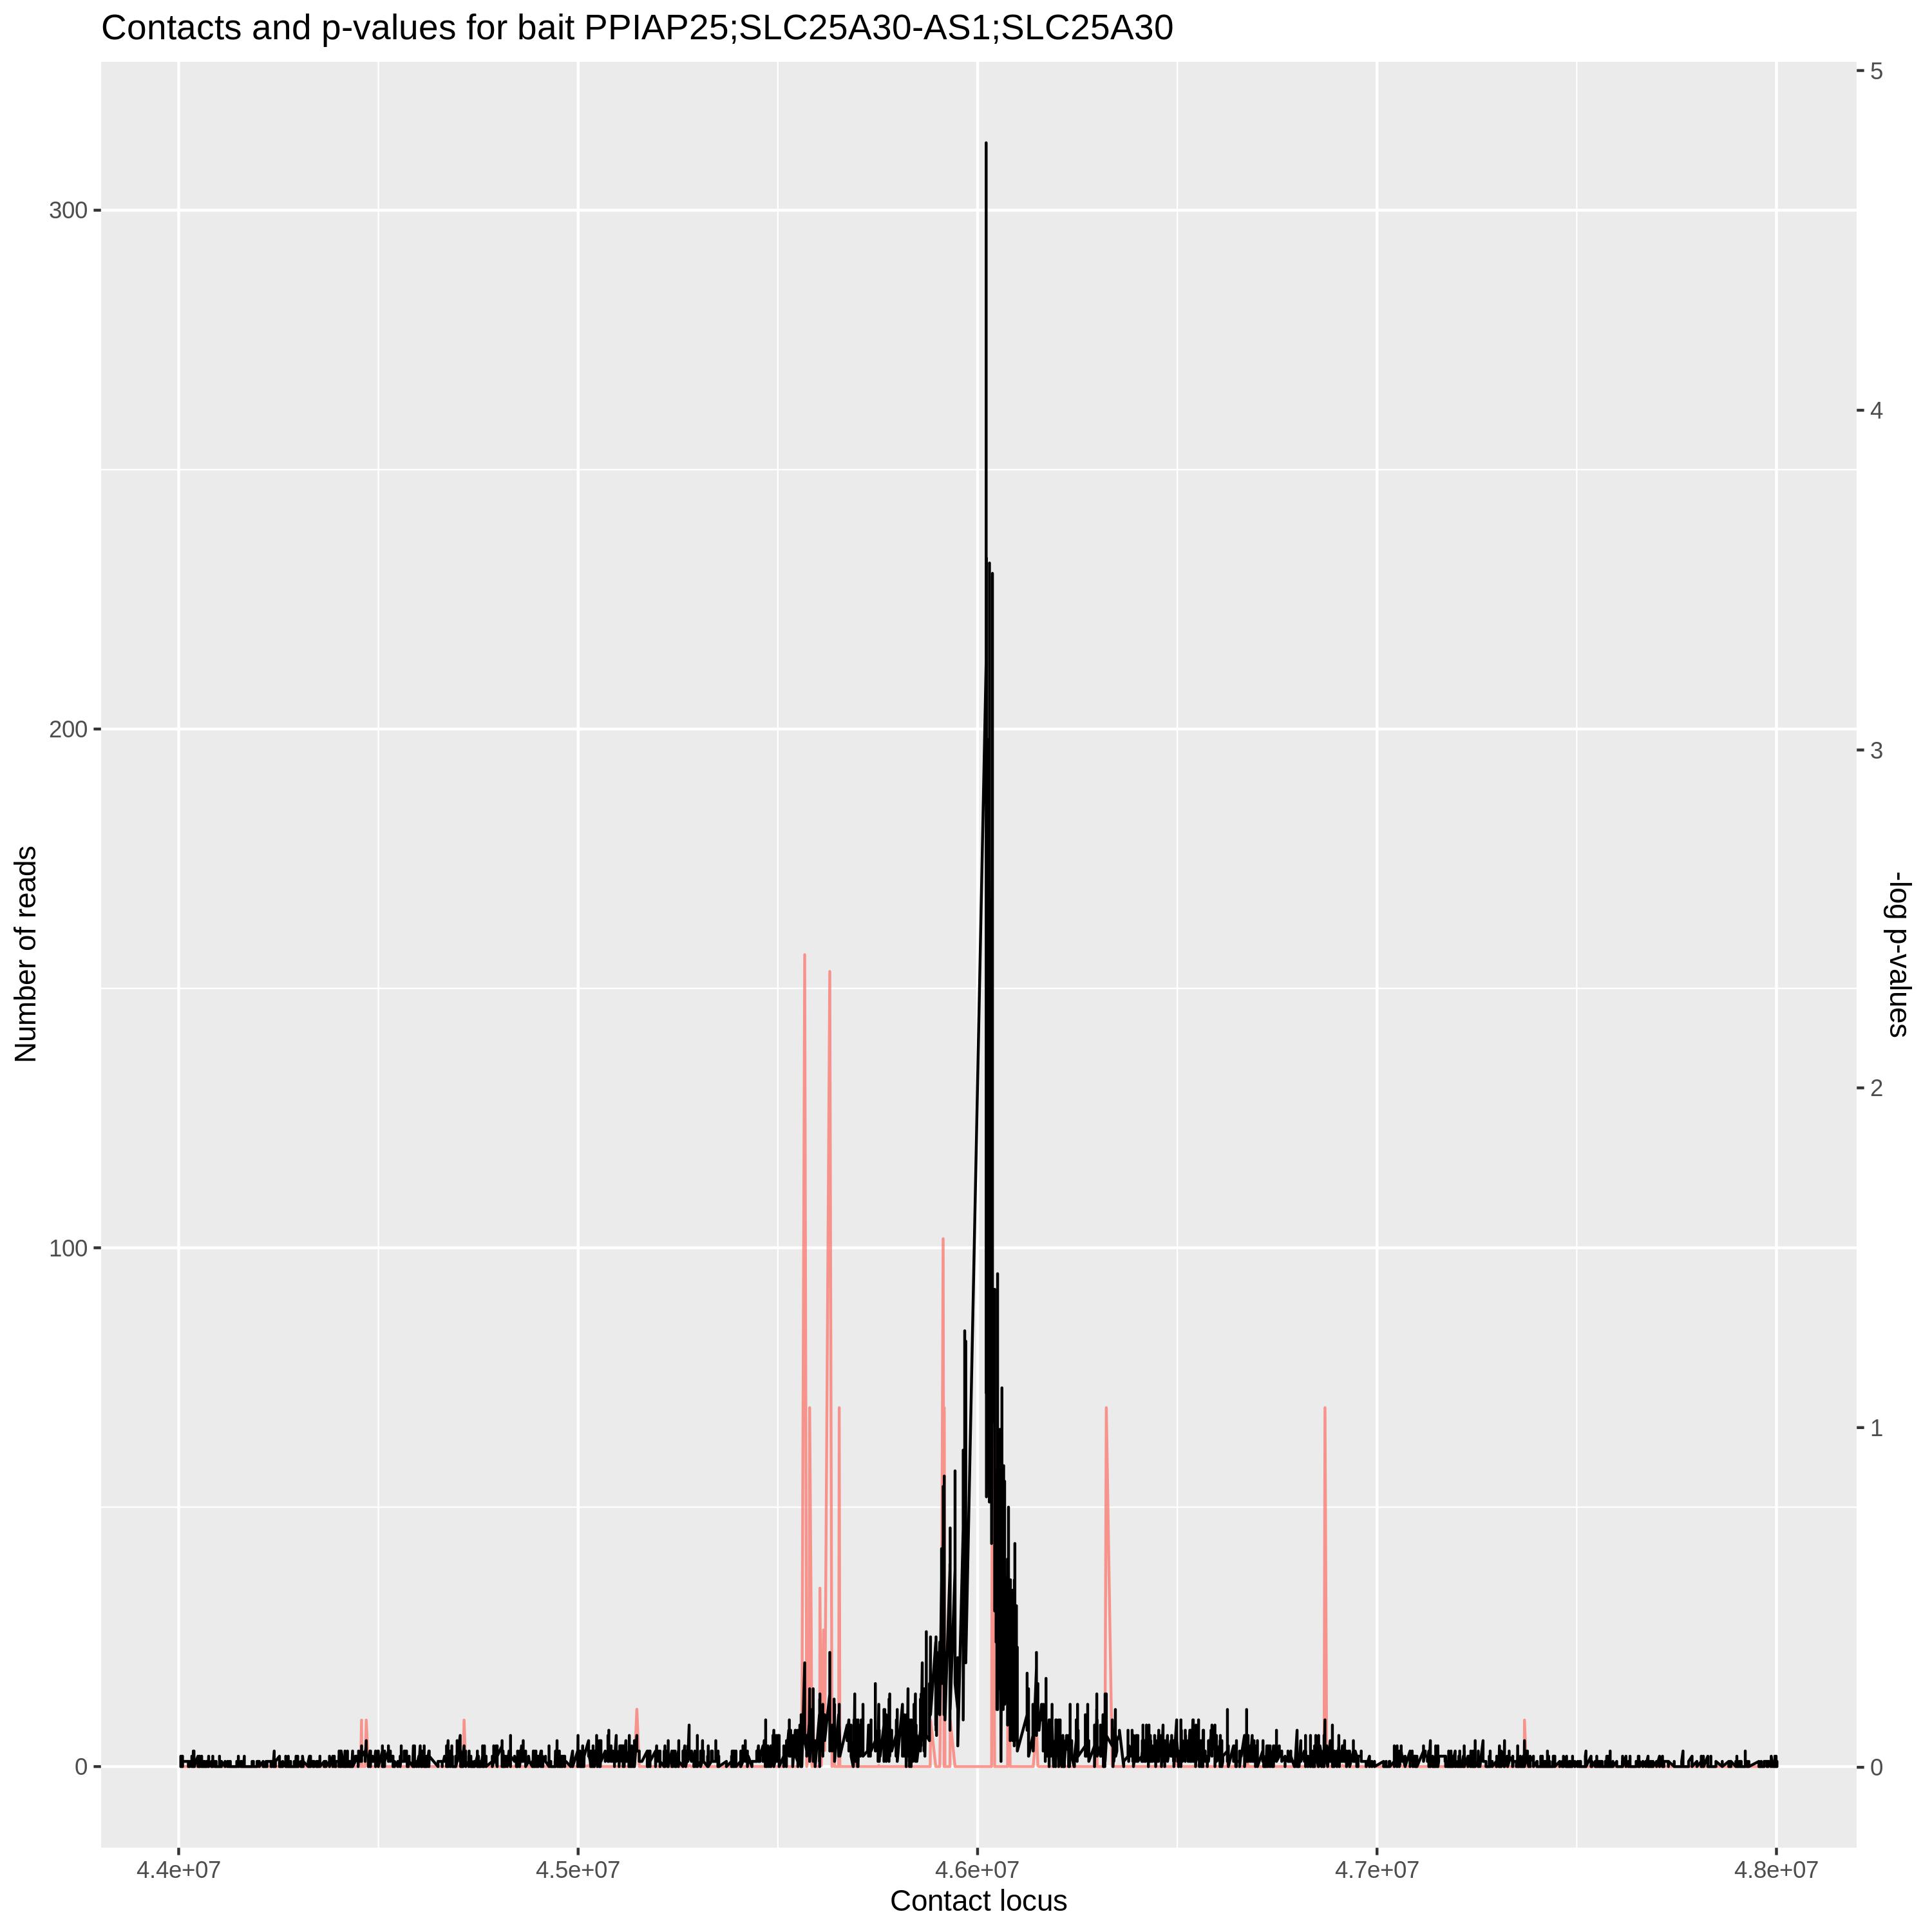 Contacts and p-values for bait PPIAP25;SLC25A30-AS1;SLC25A30
Number of reads
300
200
100
0
5
4
3
2
1
0
-log p-values
4.4e+07
4.5e+07
4.6e+07
4.7e+07
4.8e+07
Contact locus